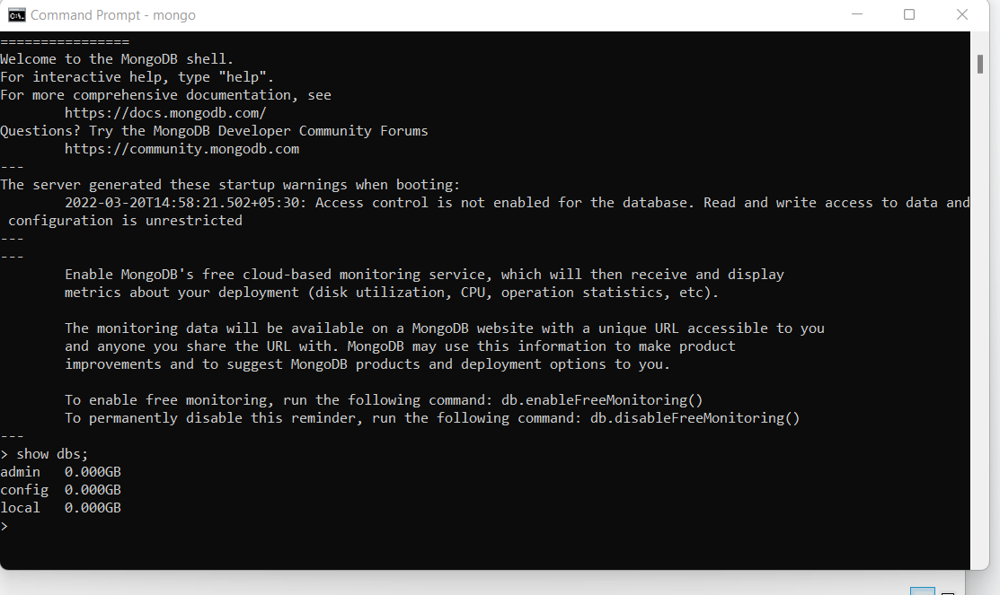 Command Prompt - mongo
================
Welcome to the MongoDB shell.
For interactive help, type "help".
For more comprehensive documentation, see
        https://docs.mongodb.com/
Questions? Try the MongoDB Developer Community Forums
        https://community.mongodb.com
---
The server generated these startup warnings when booting:
        2022-03-20T14:58:21.502+05:30: Access control is not enabled for the database. Read and write access to data and
 configuration is unrestricted
---
---
        Enable MongoDB's free cloud-based monitoring service, which will then receive and display
        metrics about your deployment (disk utilization, CPU, operation statistics, etc).

        The monitoring data will be available on a MongoDB website with a unique URL accessible to you
        and anyone you share the URL with. MongoDB may use this information to make product
        improvements and to suggest MongoDB products and deployment options to you.

        To enable free monitoring, run the following command: db.enableFreeMonitoring()
        To permanently disable this reminder, run the following command: db.disableFreeMonitoring()
---
> show dbs;
admin   0.000GB
config  0.000GB
local   0.000GB
>